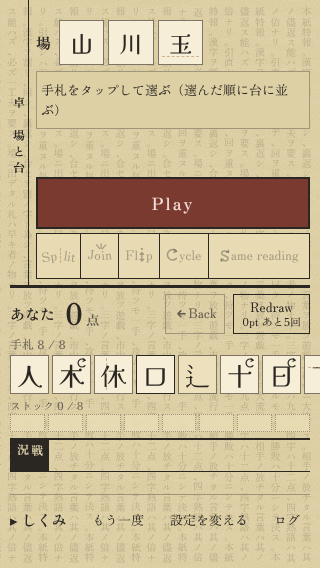 卓 場と台
場
山 川 玉
手札をタップして選ぶ（選んだ順に台に並
ぶ）
Play
Split Join Flip Cycle Same reading
あなた 0点
←Back
Redraw
0pt あと5回
手札 8 / 8
人 木 休 口 辶 十 日
ストック 0 / 8
戦況
▶ しくみ もう一度 設定を変える ログ